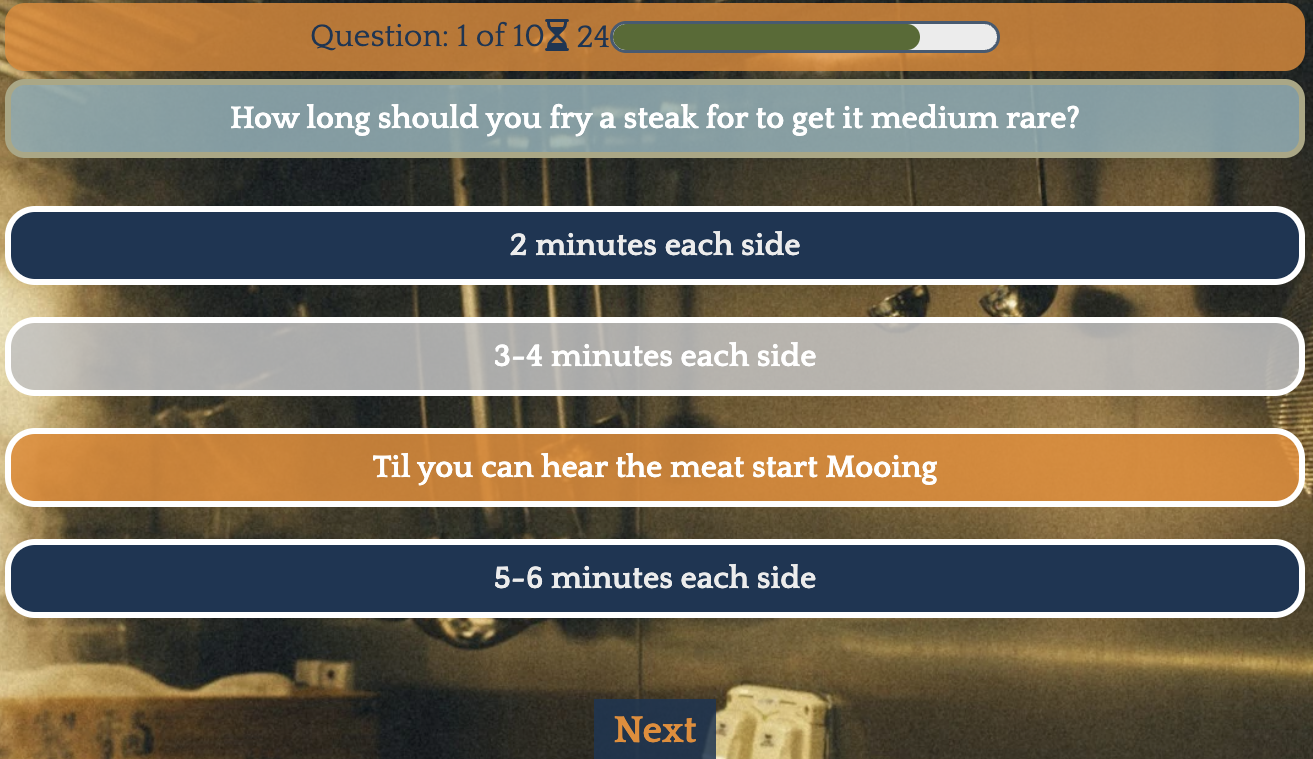 Question: 1 of 10 24
How long should you fry a steak for to get it medium rare?
2 minutes each side
3-4 minutes each side
Til you can hear the meat start Mooing
5-6 minutes each side
Next